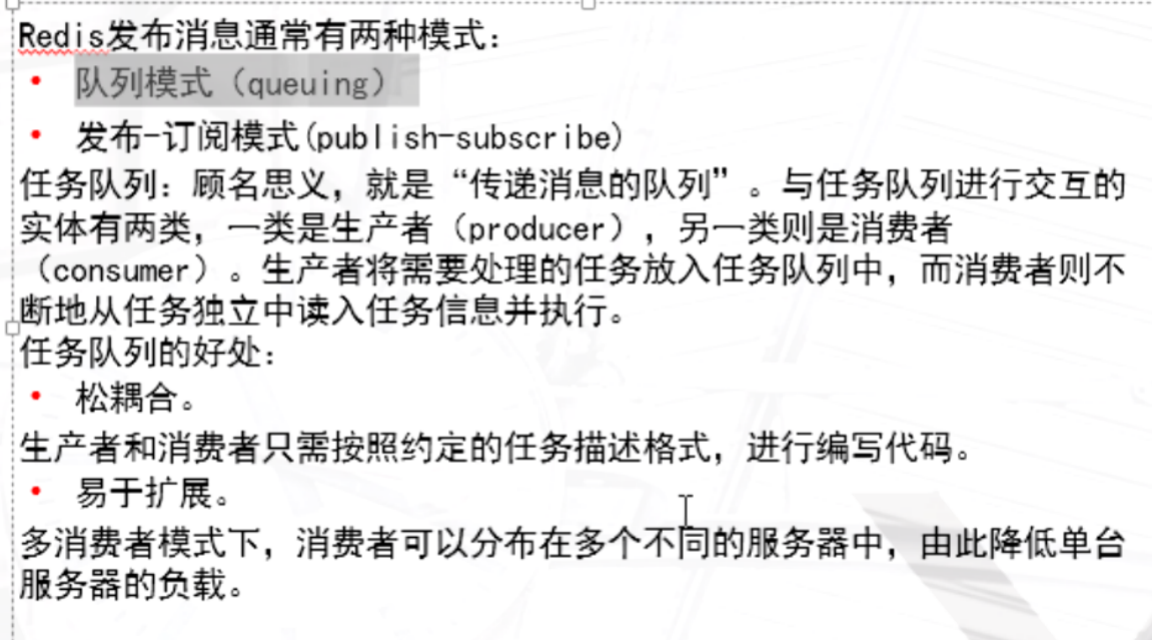 Redis发布消息通常有两种模式：
• 队列模式（queuing）
• 发布-订阅模式(publish-subscribe)
任务队列：顾名思义，就是“传递消息的队列”。与任务队列进行交互的
实体有两类，一类是生产者（producer），另一类则是消费者
（consumer）。生产者将需要处理的任务放入任务队列中，而消费者则不
断地从任务独立中读入任务信息并执行。
任务队列的好处：
• 松耦合。
生产者和消费者只需按照约定的任务描述格式，进行编写代码。
• 易于扩展。
多消费者模式下，消费者可以分布在多个不同的服务器中，由此降低单台
服务器的负载。